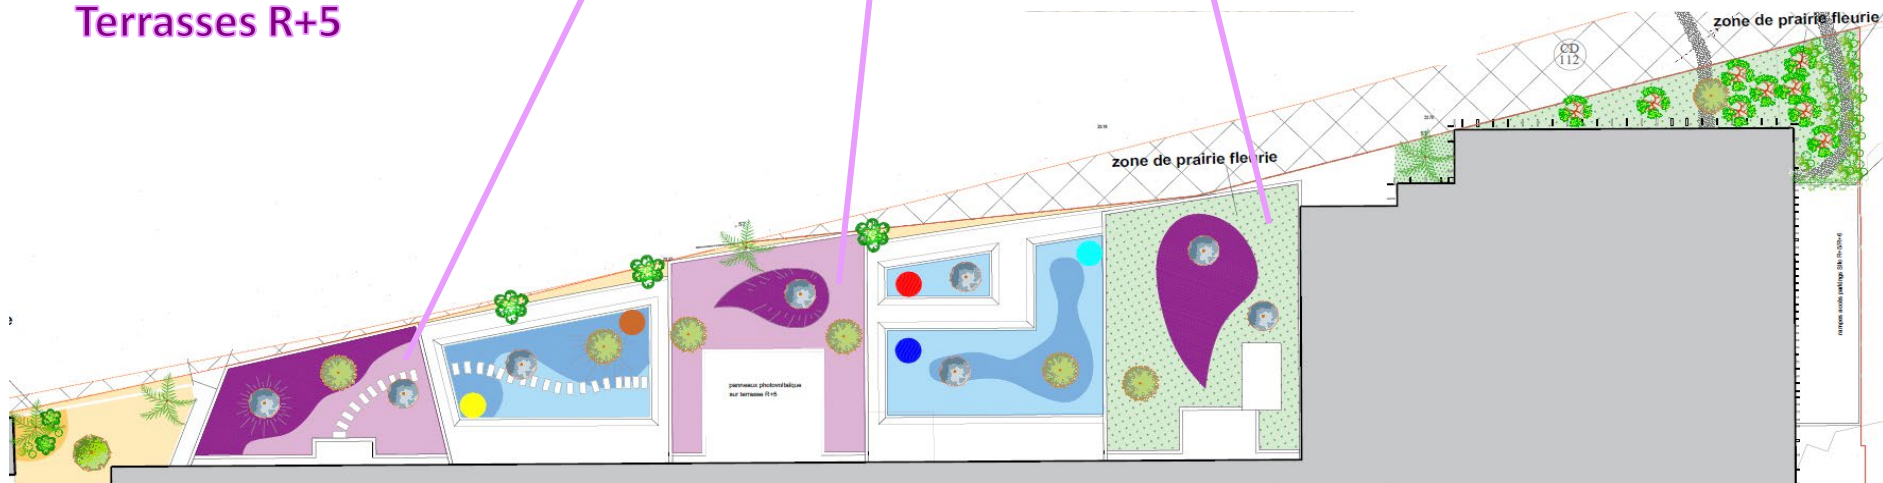 Terrasses R+5
zone de prairie fleurie
CD
112
zone de prairie fleurie
panneaux photovoltaïque
sur terrasse R+5